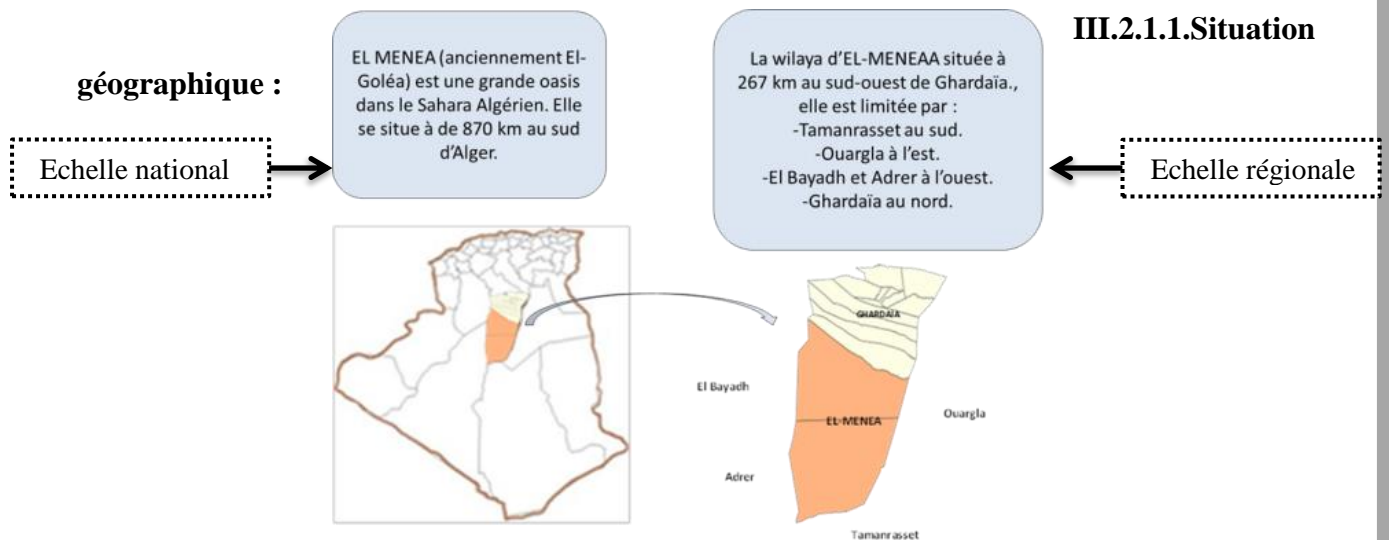 III.2.1.1.Situation
géographique :
Echelle national
EL MENEA (anciennement El-
Goléa) est une grande oasis
dans le Sahara Algérien. Elle
se situe à de 870 km au sud
d'Alger.
La wilaya d'EL-MENEAA située à
267 km au sud-ouest de Ghardaïa.,
elle est limitée par :
-Tamanrasset au sud.
-Ouargla à l'est.
-El Bayadh et Adrer à l'ouest.
-Ghardaïa au nord.
Echelle régionale
GHARDAÏA
El Bayadh
Ouargla
EL-MENEA
Adrer
Tamanrasset